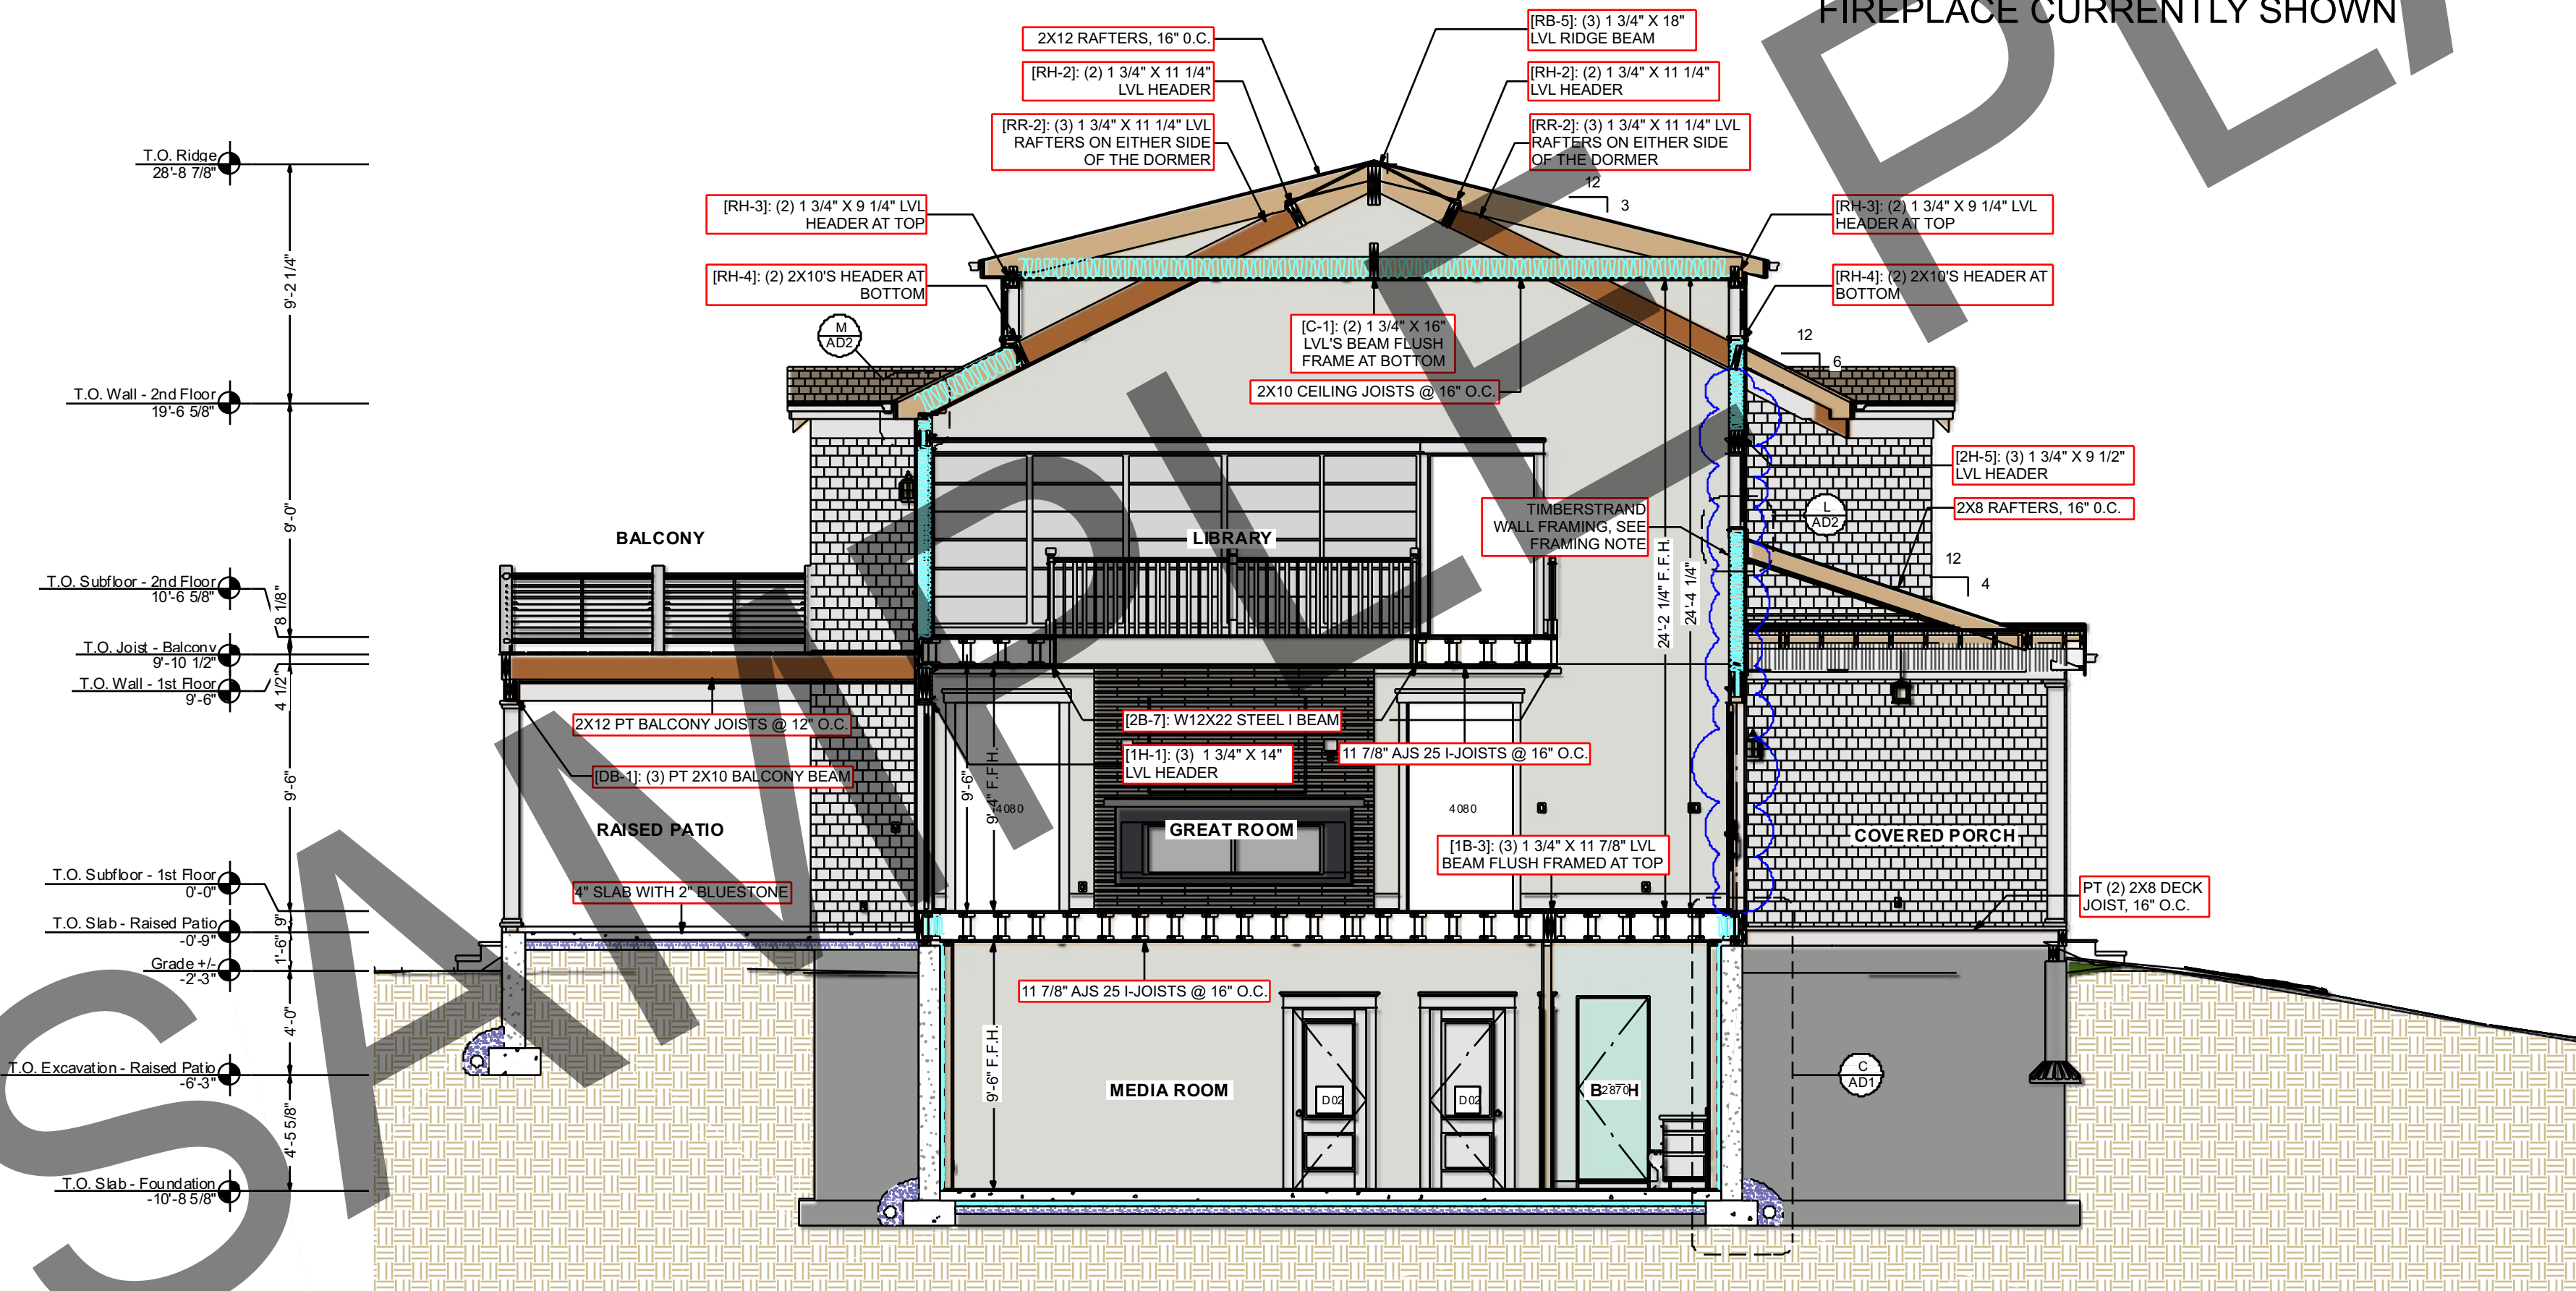 FIREPLACE CURRENTLY SHOWN
2X12 RAFTERS, 16" 0.C.
[RB-5]: (3) 1 3/4" X 18"
LVL RIDGE BEAM
[RH-2]: (2) 1 3/4" X 11 1/4"
LVL HEADER
[RH-2]: (2) 1 3/4" X 11 1/4"
LVL HEADER
[RR-2]: (3) 1 3/4" X 11 1/4" LVL
RAFTERS ON EITHER SIDE
OF THE DORMER
[RR-2]: (3) 1 3/4" X 11 1/4" LVL
RAFTERS ON EITHER SIDE
OF THE DORMER
T.O. Ridge
28'-8 7/8"
12
3
[RH-3]: (2) 1 3/4" X 9 1/4" LVL
HEADER AT TOP
[RH-3]: (2) 1 3/4" X 9 1/4" LVL
HEADER AT TOP
[RH-4]: (2) 2X10'S HEADER AT
BOTTOM
[RH-4]: (2) 2X10'S HEADER AT
BOTTOM
9'-2 1/4"
M
AD2
[C-1]: (2) 1 3/4" X 16"
LVL'S BEAM FLUSH
FRAME AT BOTTOM
12
6
2X10 CEILING JOISTS @ 16" O.C.
T.O. Wall - 2nd Floor
19'-6 5/8"
[2H-5]: (3) 1 3/4" X 9 1/2"
LVL HEADER
9'-0"
TIMBERSTRAND
WALL FRAMING, SEE
FRAMING NOTE
L
AD2
2X8 RAFTERS, 16" 0.C.
BALCONY
LIBRARY
12
4
24'-2 1/4" F.F.H.
24'-4 1/4"
T.O. Subfloor - 2nd Floor
10'-6 5/8"
8 1/8"
T.O. Joist - Balcony
9'-10 1/2"
4 1/2"
T.O. Wall - 1st Floor
9'-6"
2X12 PT BALCONY JOISTS @ 12" O.C.
[2B-7]: W12X22 STEEL I BEAM
[1H-1]: (3) 1 3/4" X 14"
LVL HEADER
11 7/8" AJS 25 I-JOISTS @ 16" O.C.
[DB-1]: (3) PT 2X10 BALCONY BEAM
9'-6"
9'-6"
9'-4" F.F.H.
4080
4080
RAISED PATIO
GREAT ROOM
COVERED PORCH
[1B-3]: (3) 1 3/4" X 11 7/8" LVL
BEAM FLUSH FRAMED AT TOP
T.O. Subfloor - 1st Floor
0'-0"
4" SLAB WITH 2" BLUESTONE
PT (2) 2X8 DECK
JOIST, 16" O.C.
9"
T.O. Slab - Raised Patio
-0'-9"
1'-6"
Grade +/-
-2'-3"
11 7/8" AJS 25 I-JOISTS @ 16" O.C.
4'-0"
9'-6" F.F.H.
T.O. Excavation - Raised Patio
-6'-3"
MEDIA ROOM
D02
D02
2870
C
AD1
4'-5 5/8"
T.O. Slab - Foundation
-10'-8 5/8"
SAMPLE PLA